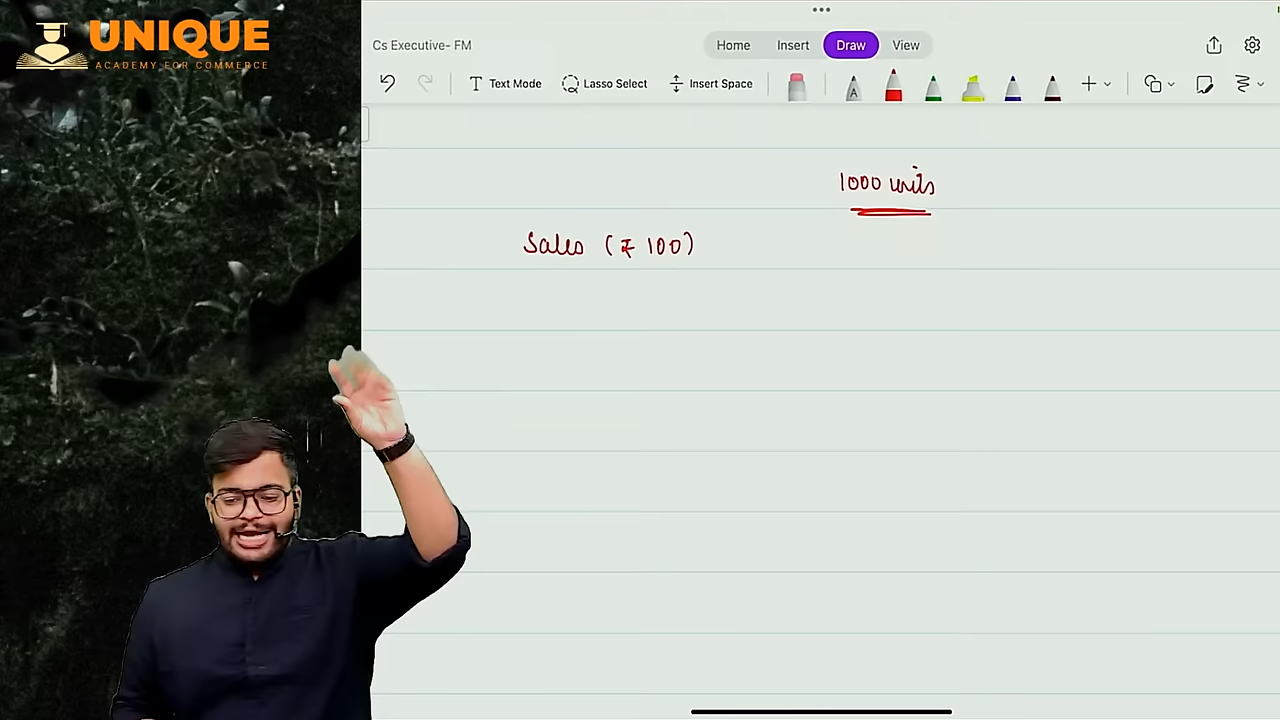 UNIQUE
ACADEMY FOR COMMERCE
Cs Executive- FM
Home Insert Draw View
Text Mode Lasso Select Insert Space
A
1000 units
Sales (₹ 100)